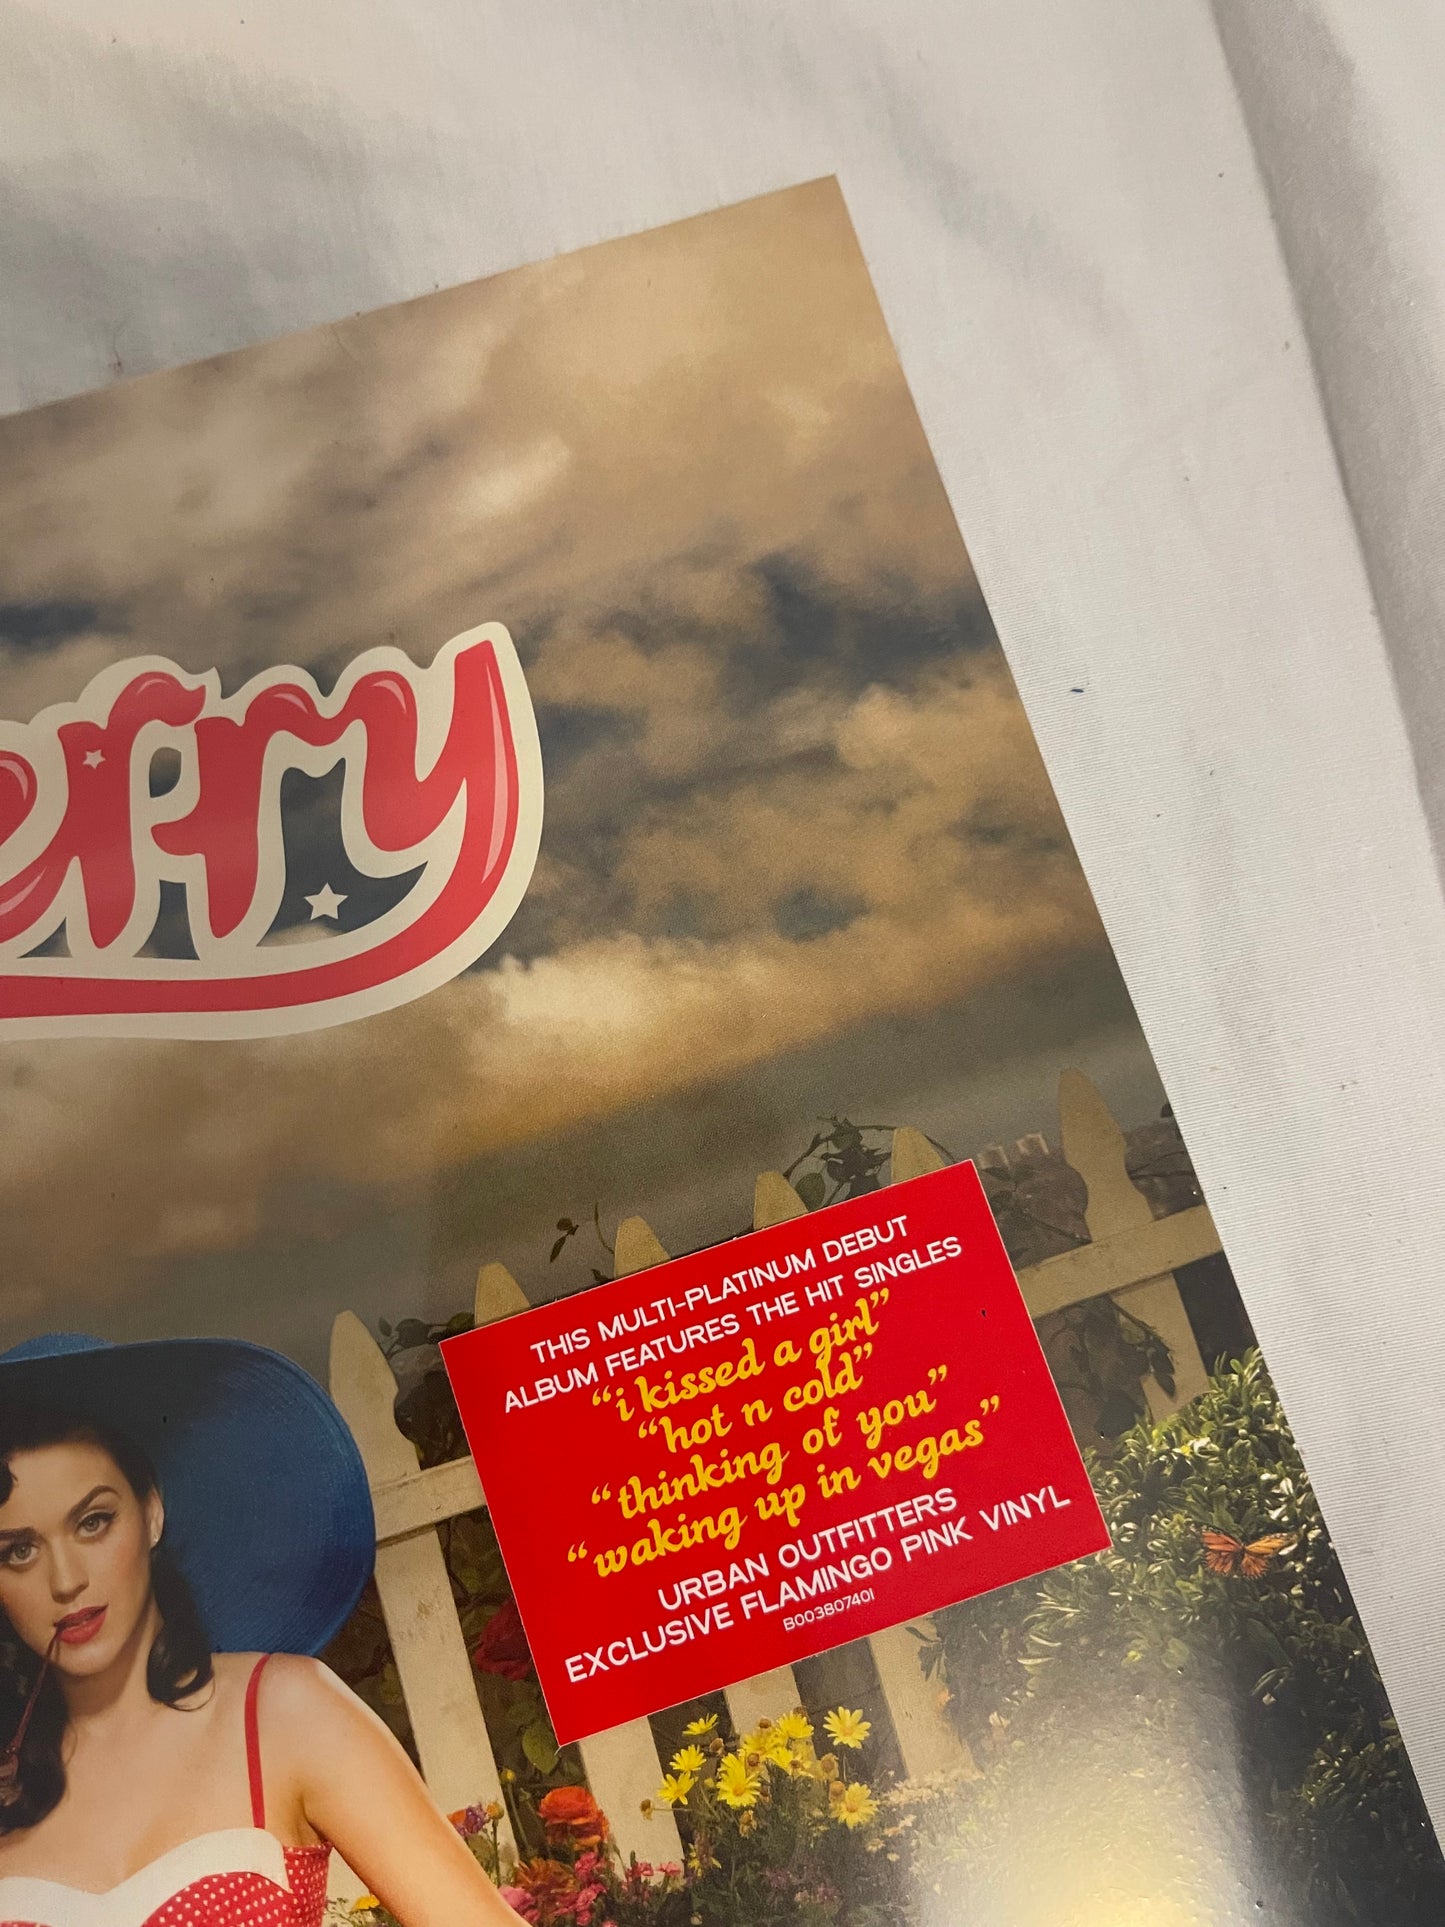 erry
THIS MULTI-PLATINUM DEBUT
ALBUM FEATURES THE HIT SINGLES
“i kissed a girl”
“hot n cold”
“thinking of you”
“waking up in vegas”
URBAN OUTFITTERS
EXCLUSIVE FLAMINGO PINK VINYL
B003807401